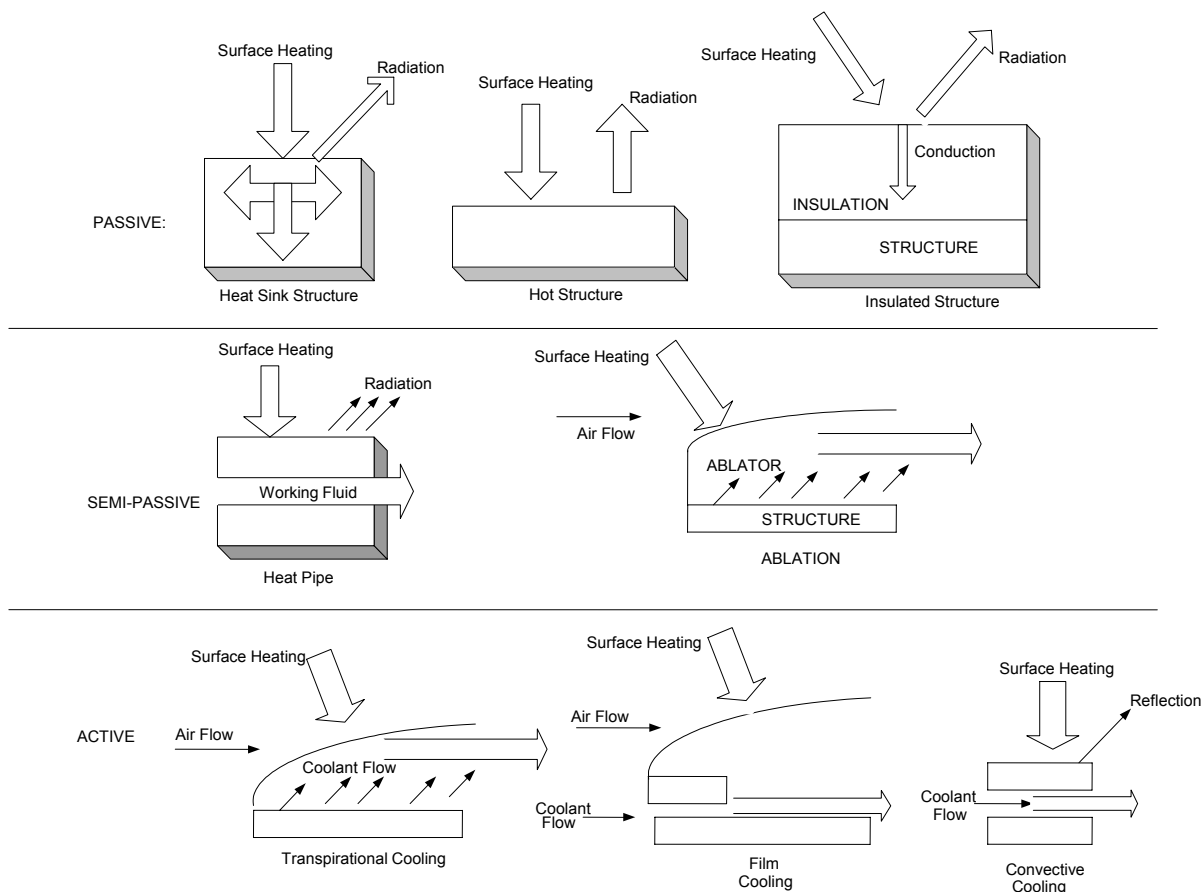 Surface Heating
Radiation
Surface Heating
Radiation
Surface Heating
Radiation
Conduction
INSULATION
STRUCTURE
PASSIVE:
Heat Sink Structure
Hot Structure
Insulated Structure
Surface Heating
Radiation
Working Fluid
SEMI-PASSIVE
Heat Pipe
Surface Heating
Air Flow
ABLATOR
STRUCTURE
ABLATION
ACTIVE
Surface Heating
Air Flow
Coolant Flow
Transpirational Cooling
Surface Heating
Air Flow
Coolant
Flow
Film
Cooling
Surface Heating
Reflection
Coolant
Flow
Convective
Cooling